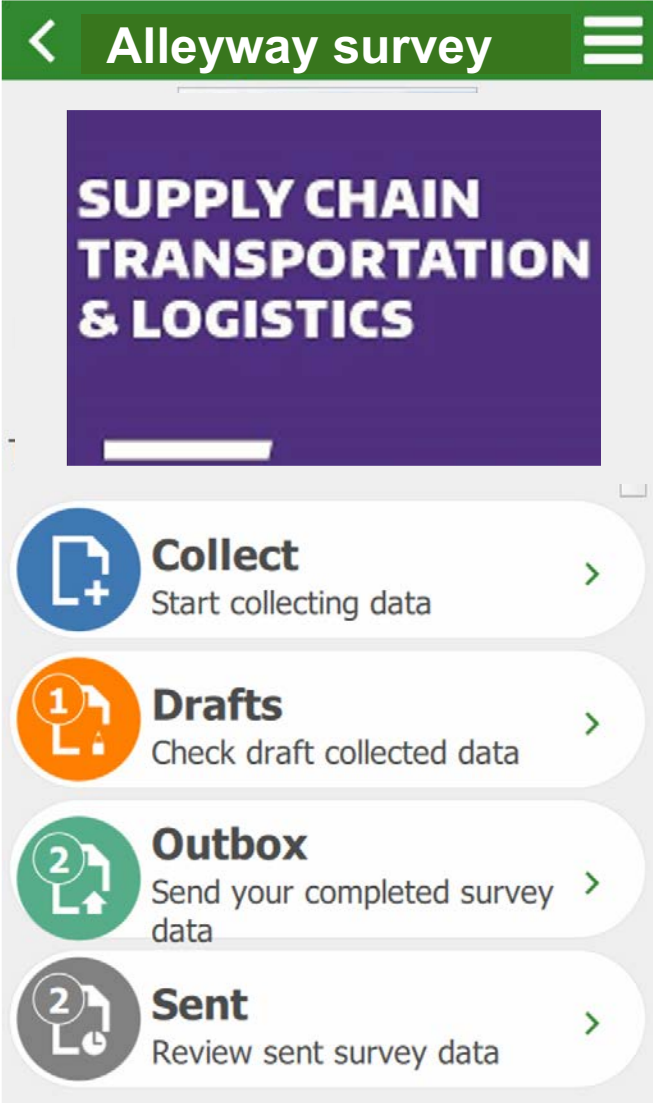 Alleyway survey
SUPPLY CHAIN
TRANSPORTATION
& LOGISTICS
Collect
Start collecting data
1
Drafts
Check draft collected data
2
Outbox
Send your completed survey
data
2
Sent
Review sent survey data